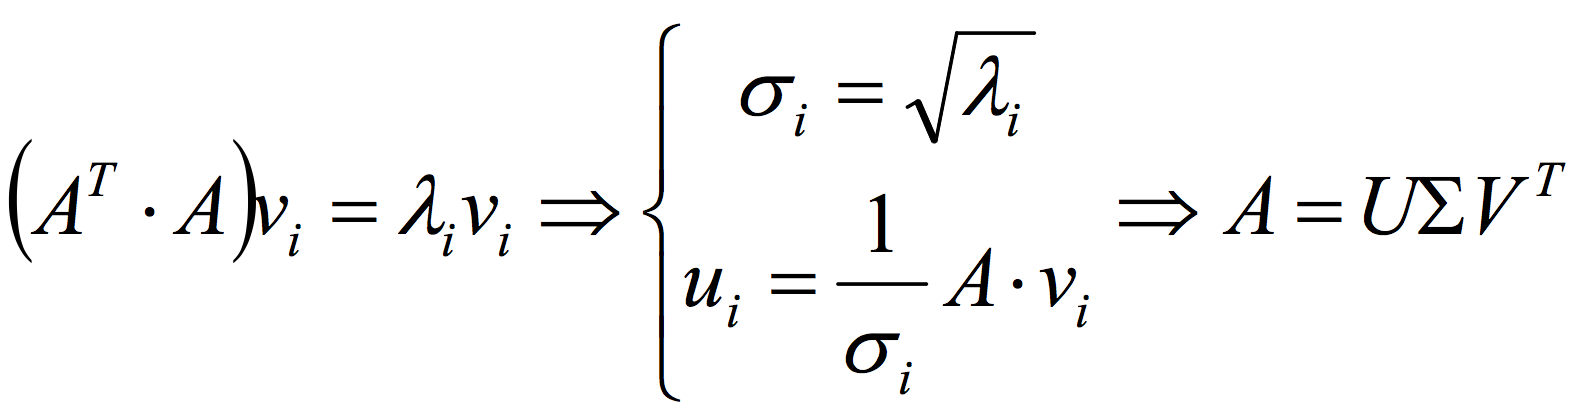 (A^T · A)v_i = λ_i v_i ⇒ { σ_i = √λ_i
u_i = 1/σ_i A · v_i ⇒ A = UΣV^T